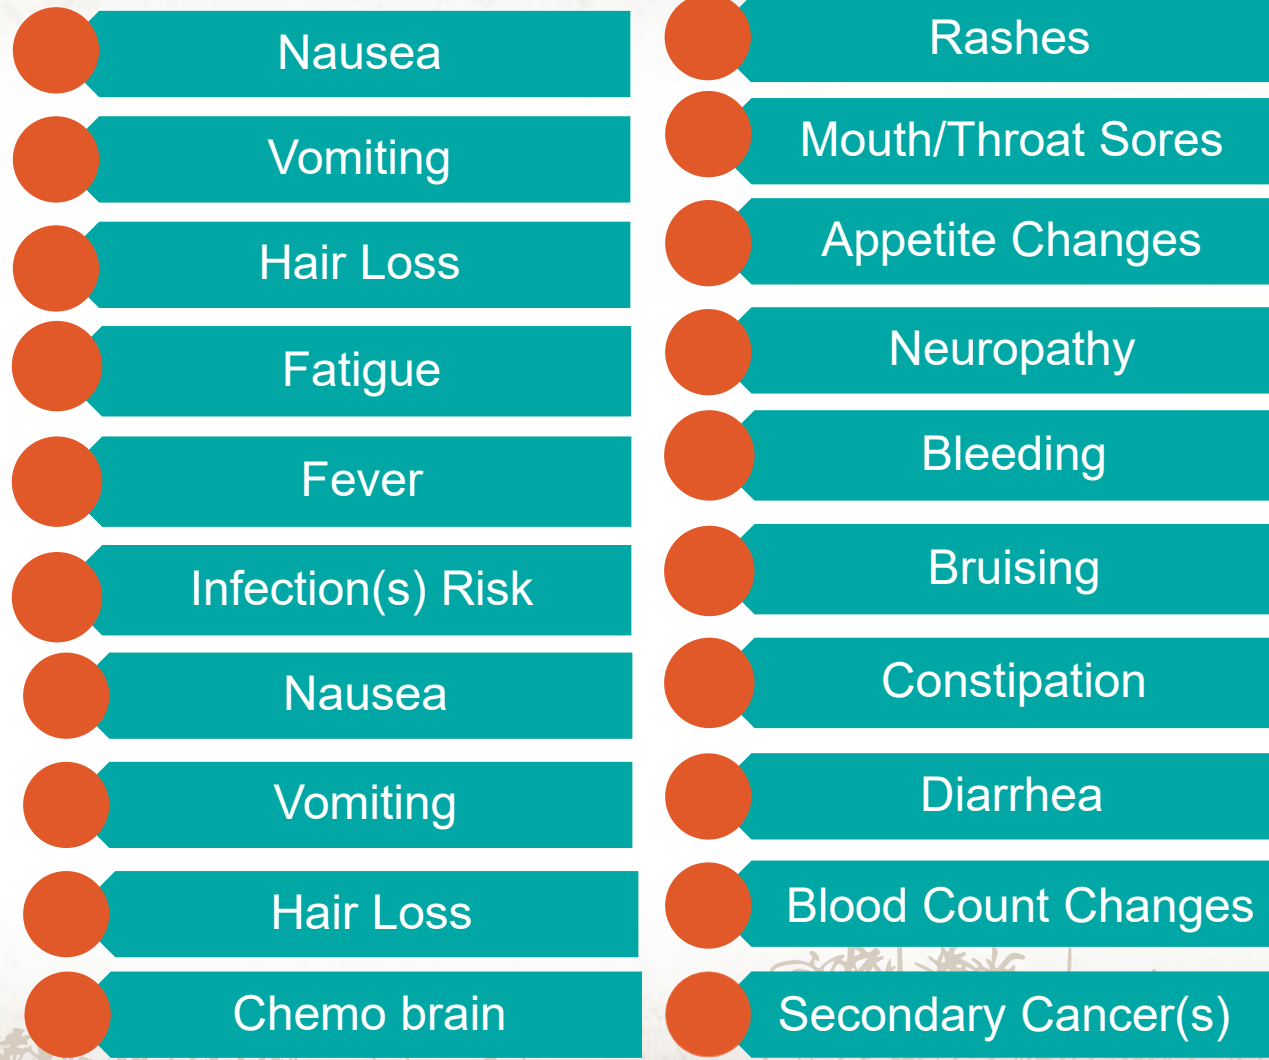 Nausea
Vomiting
Hair Loss
Fatigue
Fever
Infection(s) Risk
Nausea
Vomiting
Hair Loss
Chemo brain
Rashes
Mouth/Throat Sores
Appetite Changes
Neuropathy
Bleeding
Bruising
Constipation
Diarrhea
Blood Count Changes
Secondary Cancer(s)